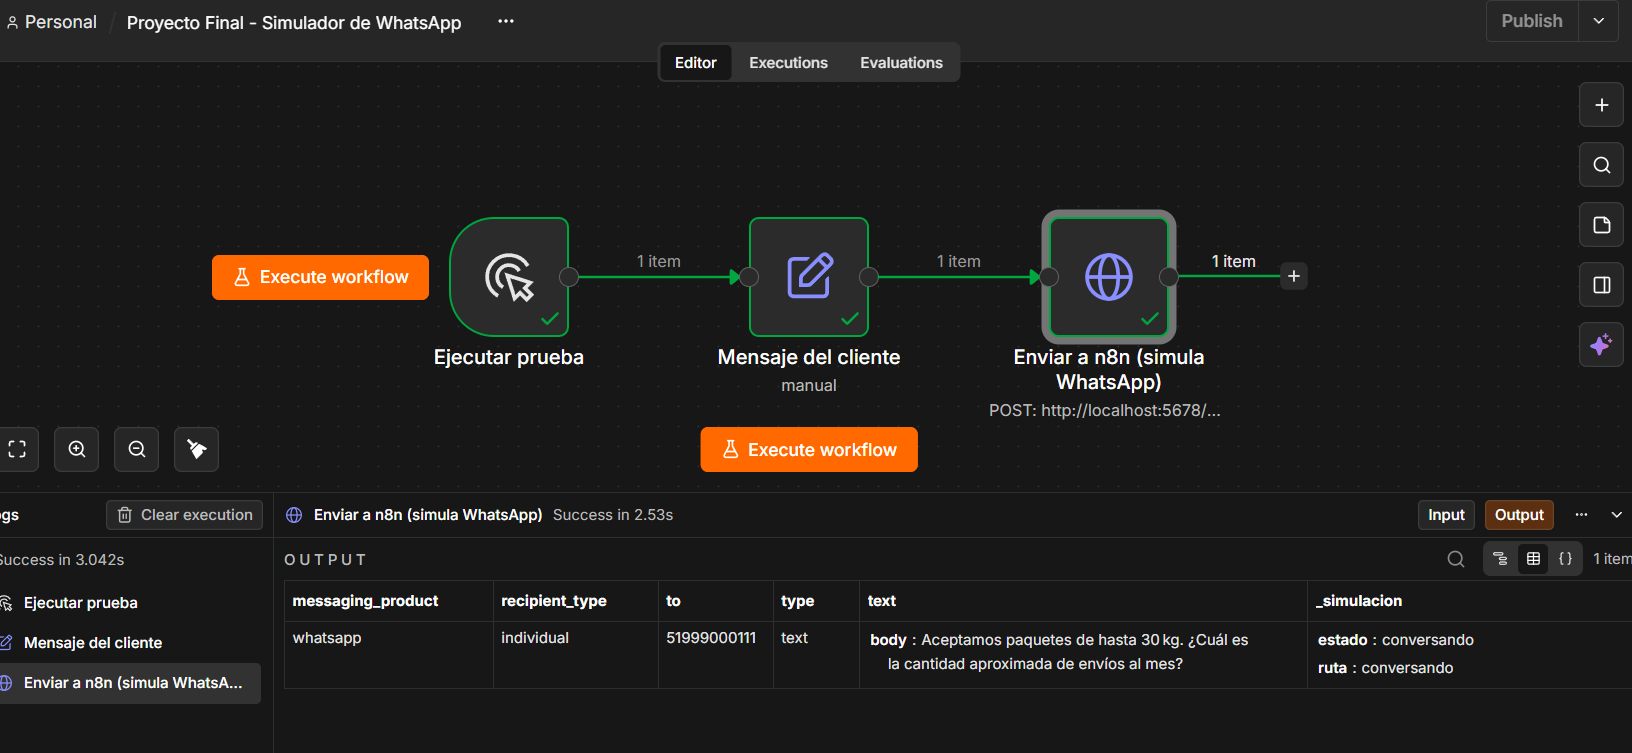 Personal / Proyecto Final - Simulador de WhatsApp ...
Publish
Editor Executions Evaluations
Execute workflow
1 item
1 item
1 item
Ejecutar prueba
Mensaje del cliente
manual
Enviar a n8n (simula
WhatsApp)
POST: http://localhost:5678/...
Execute workflow
ogs
Clear execution
Enviar a n8n (simula WhatsApp) Success in 2.53s
Input Output ...
Success in 3.042s
OUTPUT
1 item
Ejecutar prueba
Mensaje del cliente
Enviar a n8n (simula WhatsA...
messaging_product recipient_type to type text _simulacion
whatsapp individual 51999000111 text body : Aceptamos paquetes de hasta 30 kg. ¿Cuál es
la cantidad aproximada de envíos al mes?
estado : conversando
ruta : conversando